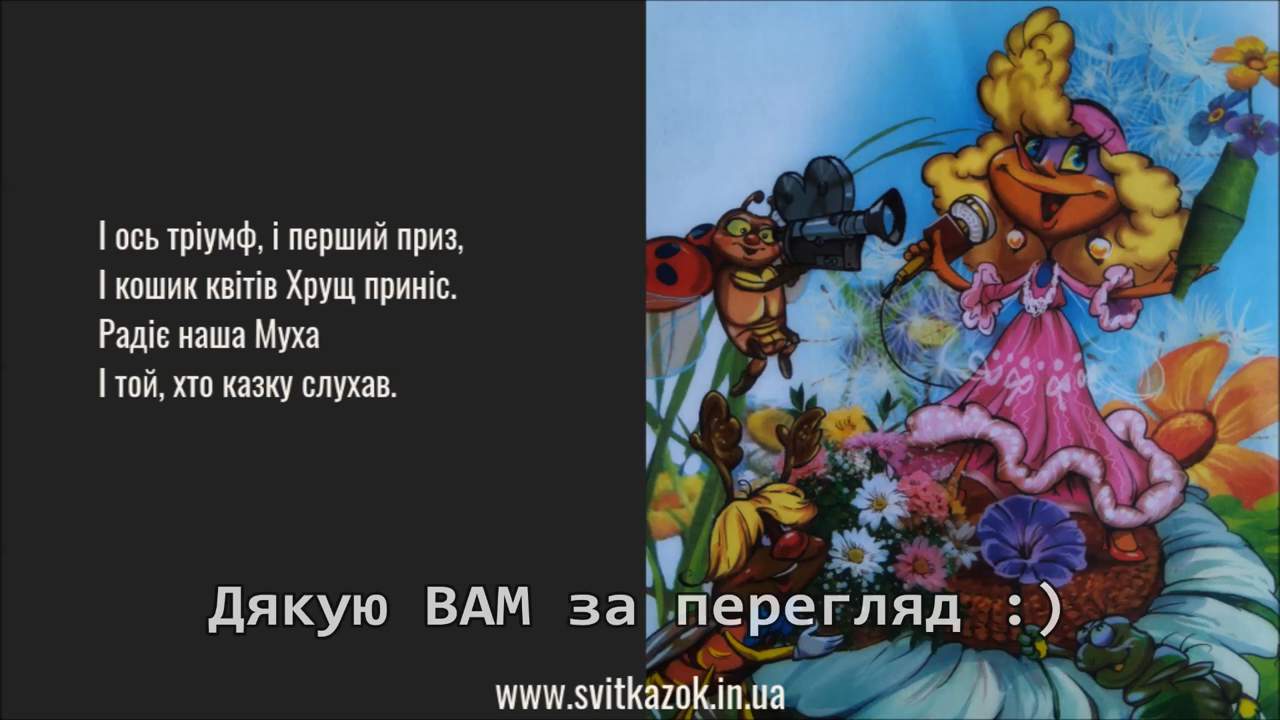 І ось тріумф, і перший приз,
І кошик квітів Хрущ приніс.
Радіє наша Муха
І той, хто казку слухав.
Дякую ВАМ за перегляд :)
www.svitkazok.in.ua